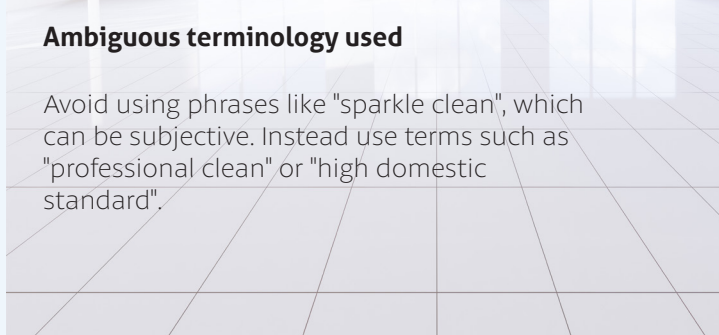 Ambiguous terminology used
Avoid using phrases like "sparkle clean", which
can be subjective. Instead use terms such as
"professional clean" or "high domestic
standard".